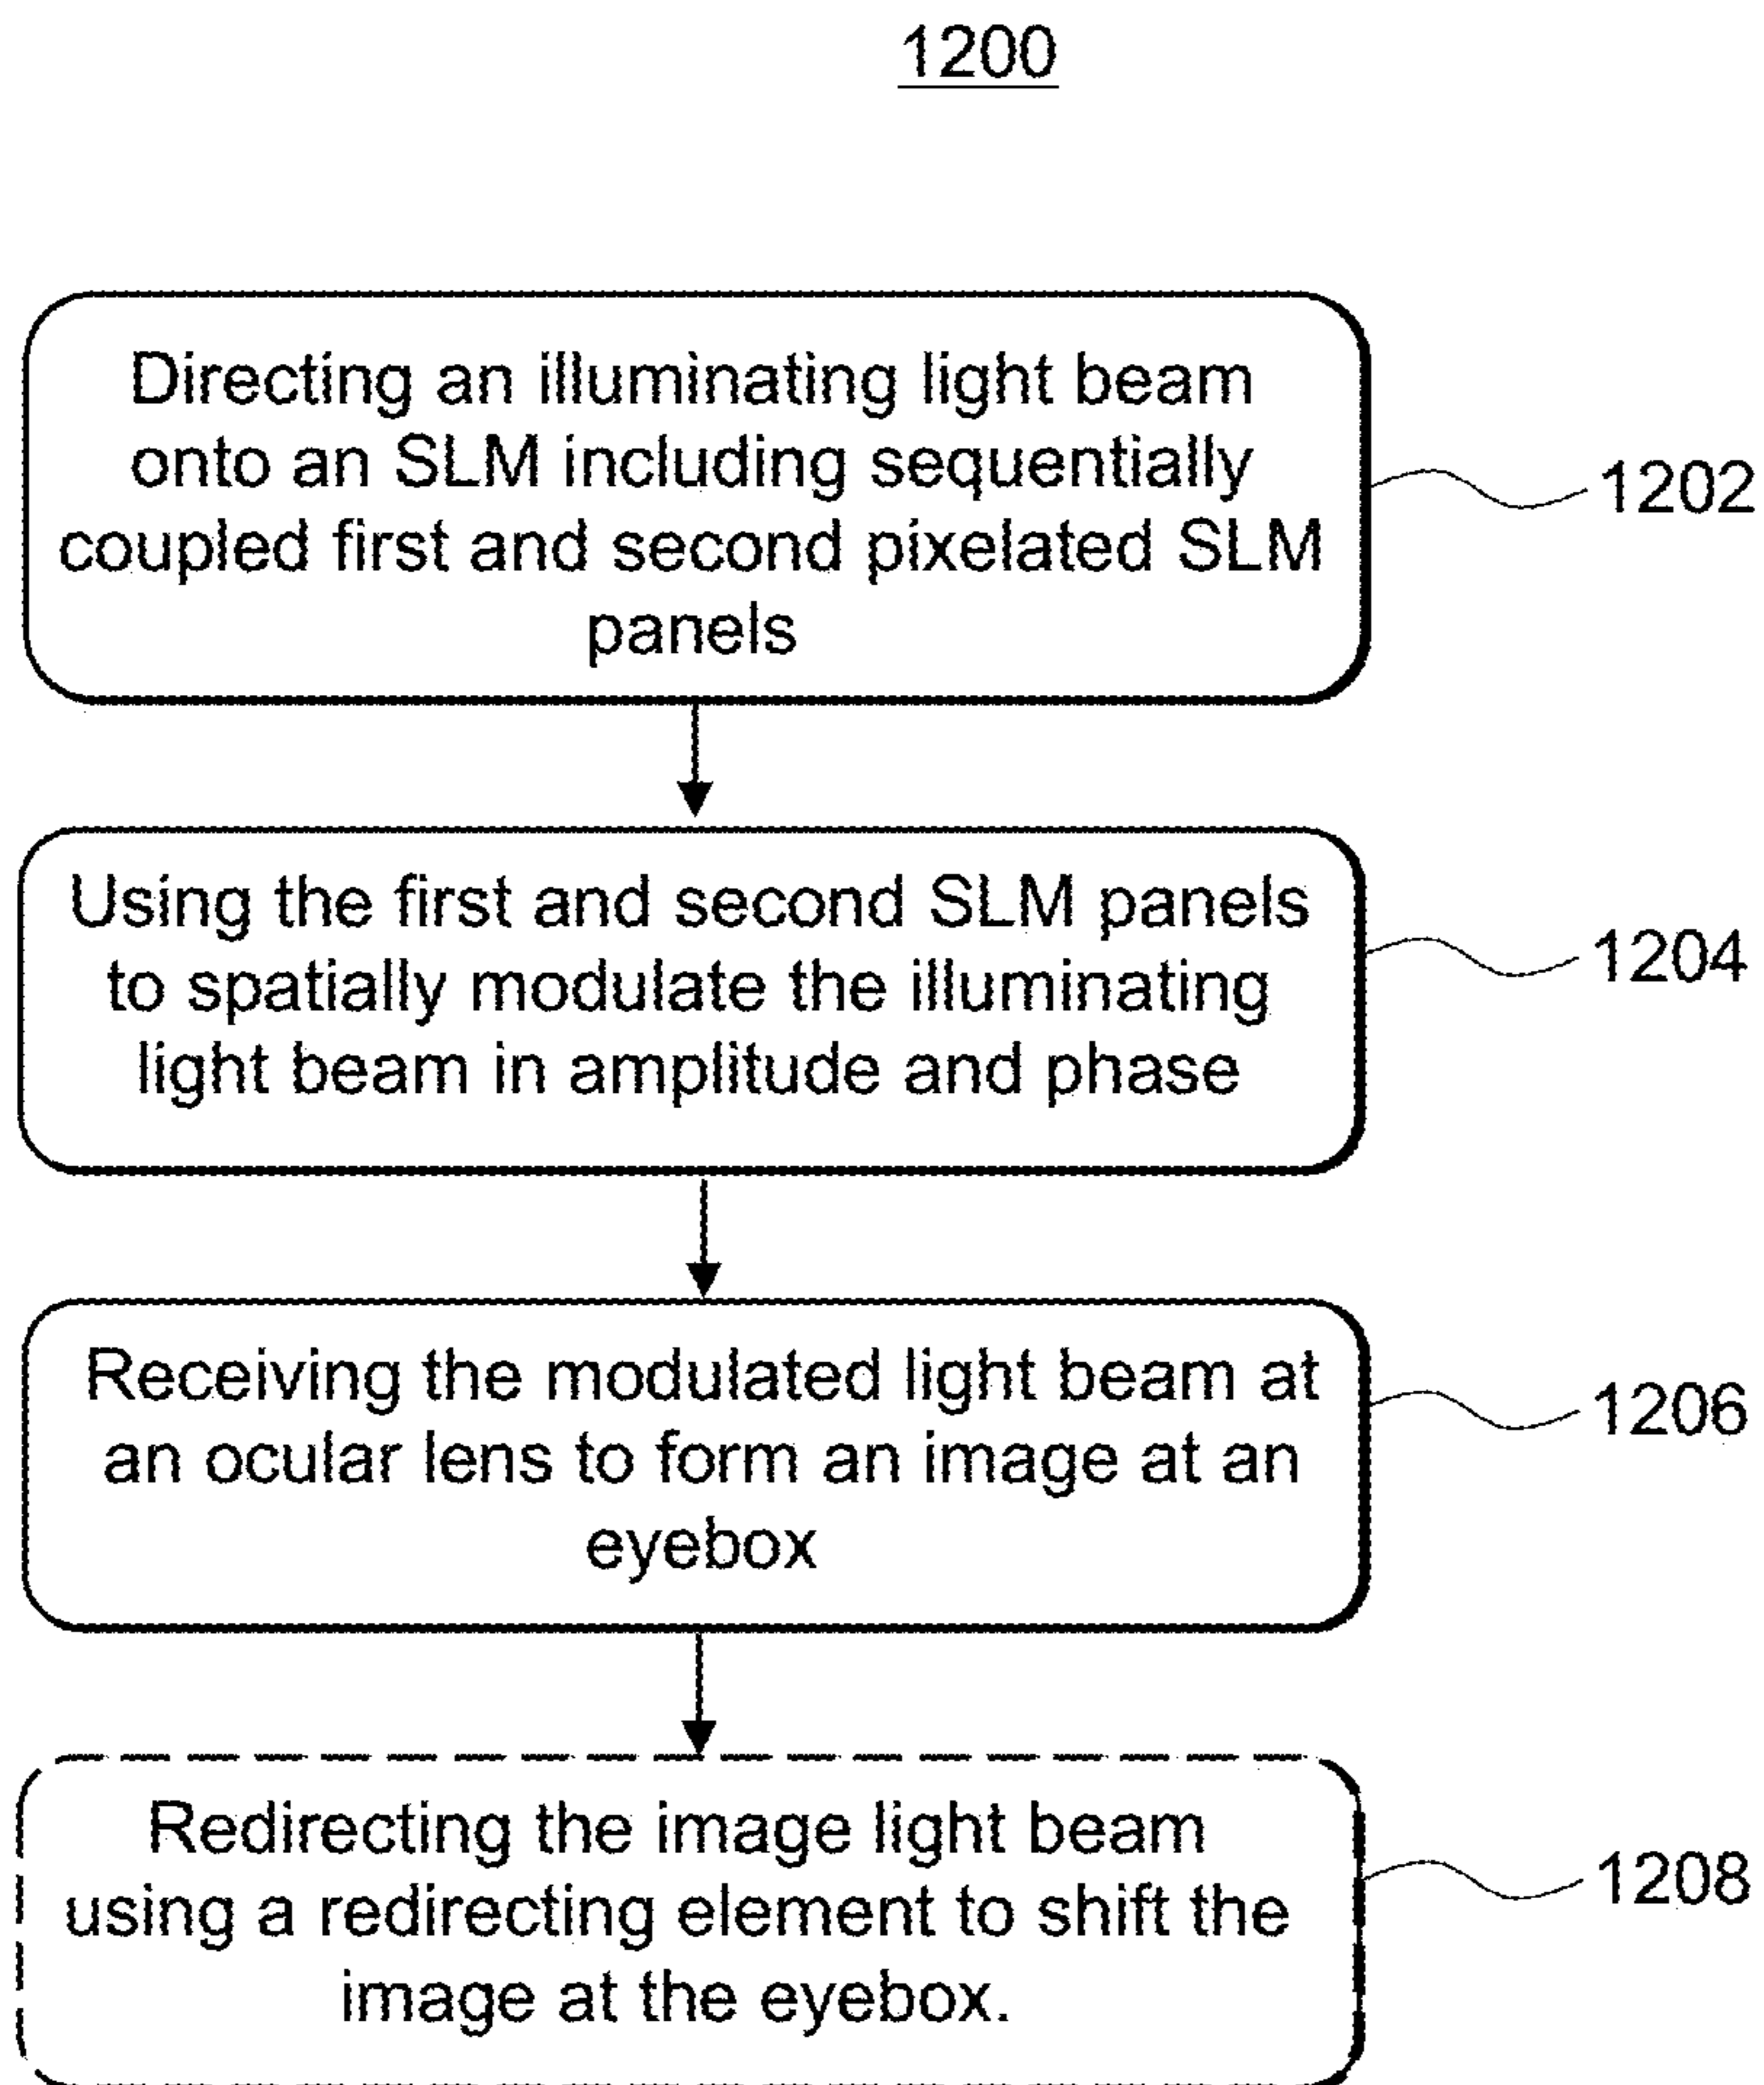 1200
Directing an illuminating light beam
onto an SLM including sequentially
coupled first and second pixelated SLM
panels
1202
Using the first and second SLM panels
to spatially modulate the illuminating
light beam in amplitude and phase
1204
Receiving the modulated light beam at
an ocular lens to form an image at an
eyebox
1206
Redirecting the image light beam
using a redirecting element to shift the
image at the eyebox.
1208